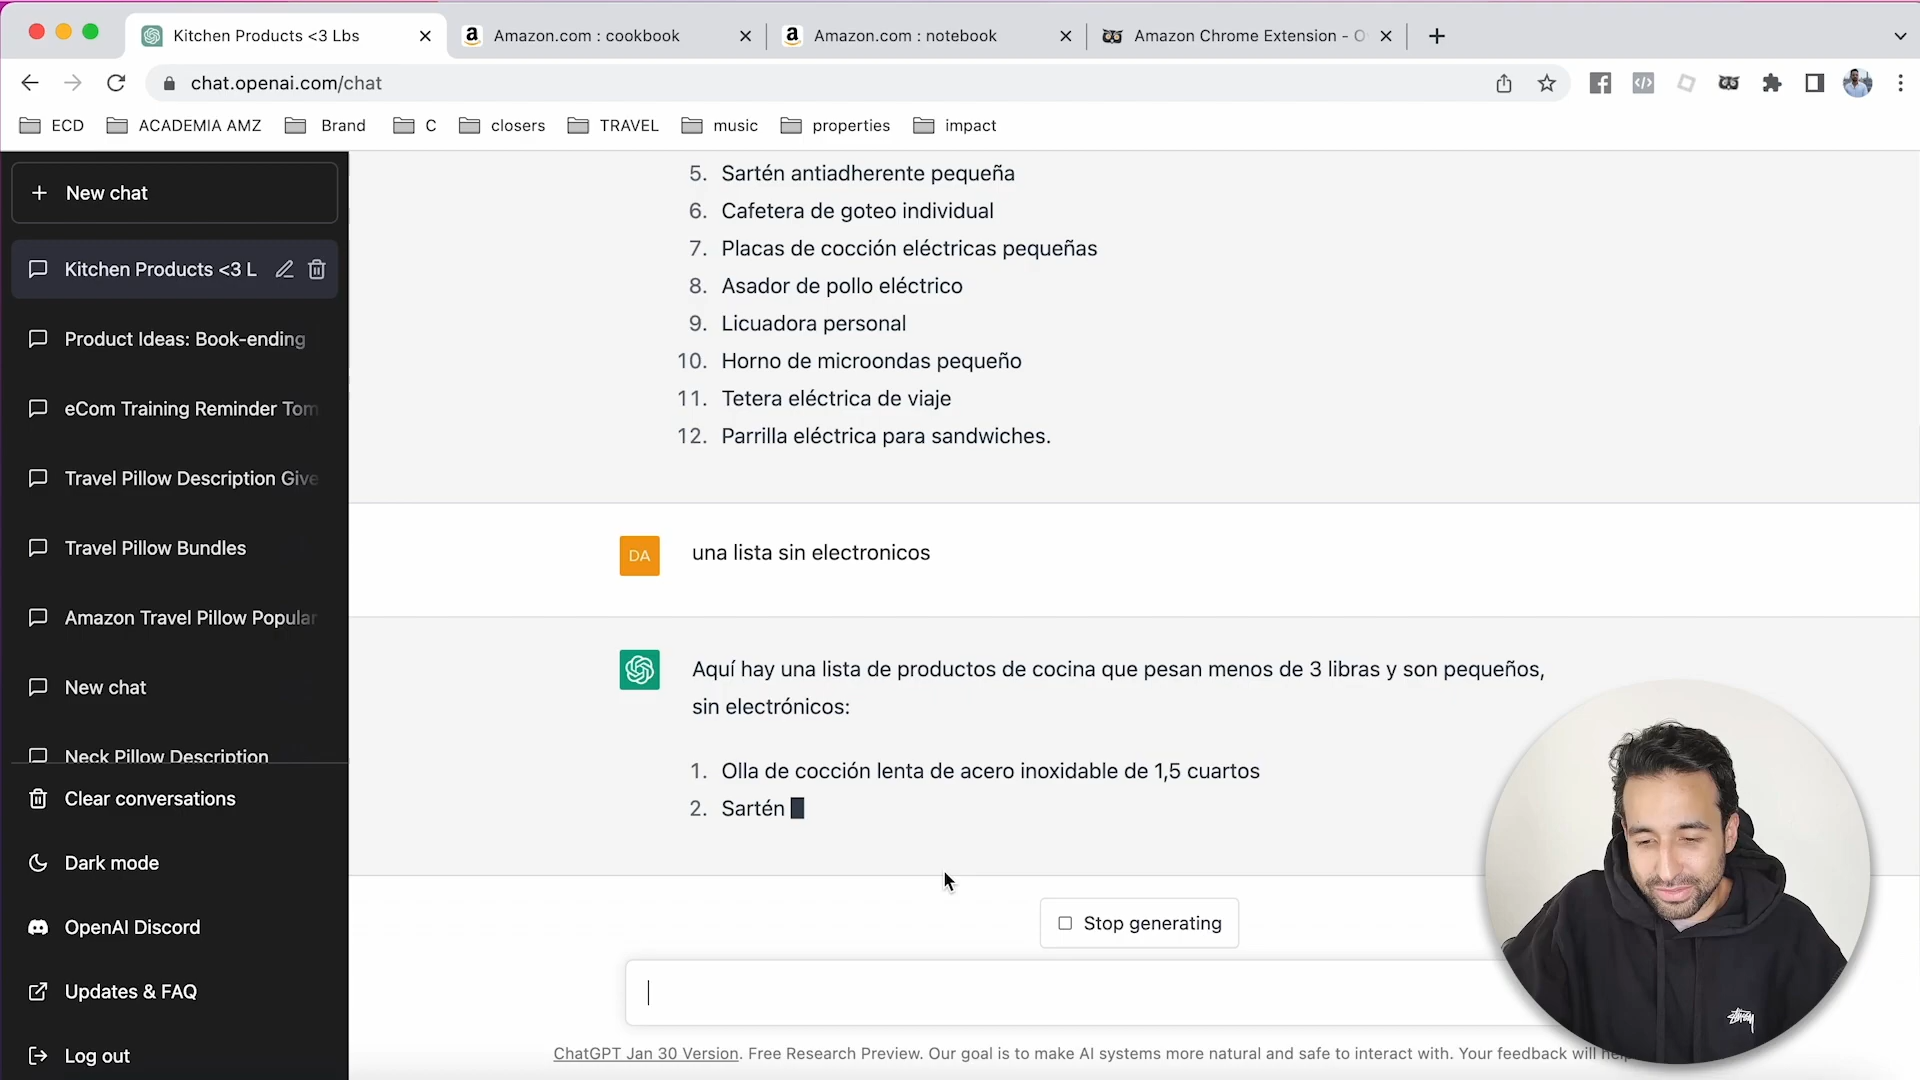 Kitchen Products <3 Lbs
Amazon.com : cookbook
Amazon.com : notebook
Amazon Chrome Extension - O
chat.openai.com/chat
ECD
ACADEMIA AMZ
Brand
C
closers
TRAVEL
music
properties
impact
New chat
Kitchen Products <3 L
Product Ideas: Book-ending
eCom Training Reminder Tom
Travel Pillow Description Give
Travel Pillow Bundles
Amazon Travel Pillow Popular
New chat
Neck Pillow Description
Clear conversations
Dark mode
OpenAI Discord
Updates & FAQ
Log out
5. Sartén antiadherente pequeña
6. Cafetera de goteo individual
7. Placas de cocción eléctricas pequeñas
8. Asador de pollo eléctrico
9. Licuadora personal
10. Horno de microondas pequeño
11. Tetera eléctrica de viaje
12. Parrilla eléctrica para sandwiches.
DA
una lista sin electronicos
Aquí hay una lista de productos de cocina que pesan menos de 3 libras y son pequeños,
sin electrónicos:
1. Olla de cocción lenta de acero inoxidable de 1,5 cuartos
2. Sartén
Stop generating
ChatGPT Jan 30 Version. Free Research Preview. Our goal is to make AI systems more natural and safe to interact with. Your feedback will